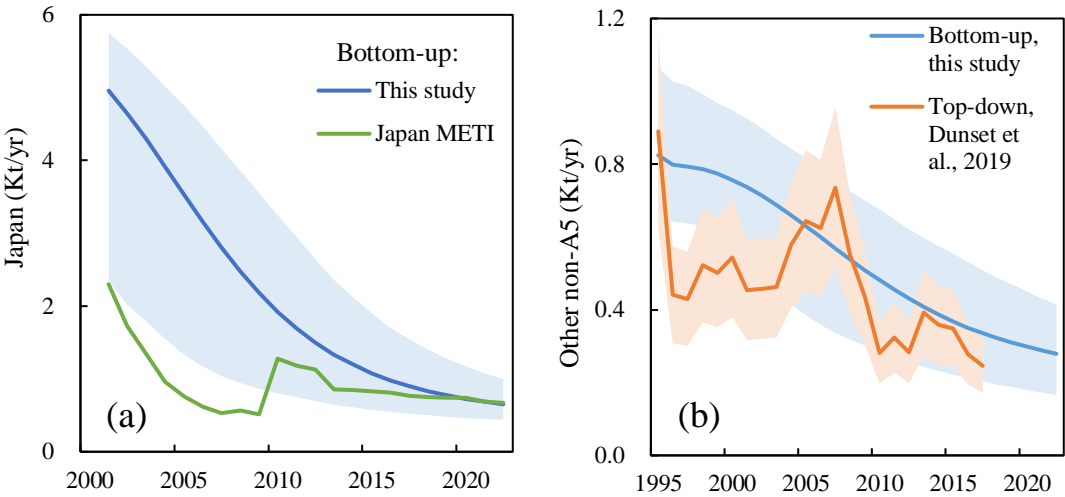 Japan (Kt/yr)
6
4
2
0
2000
2005
2010
2015
2020
Bottom-up:
This study
Japan METI
(a)
Other non-A5 (Kt/yr)
1.2
0.8
0.4
0.0
1995
2000
2005
2010
2015
2020
Bottom-up,
this study
Top-down,
Dunset et
al., 2019
(b)